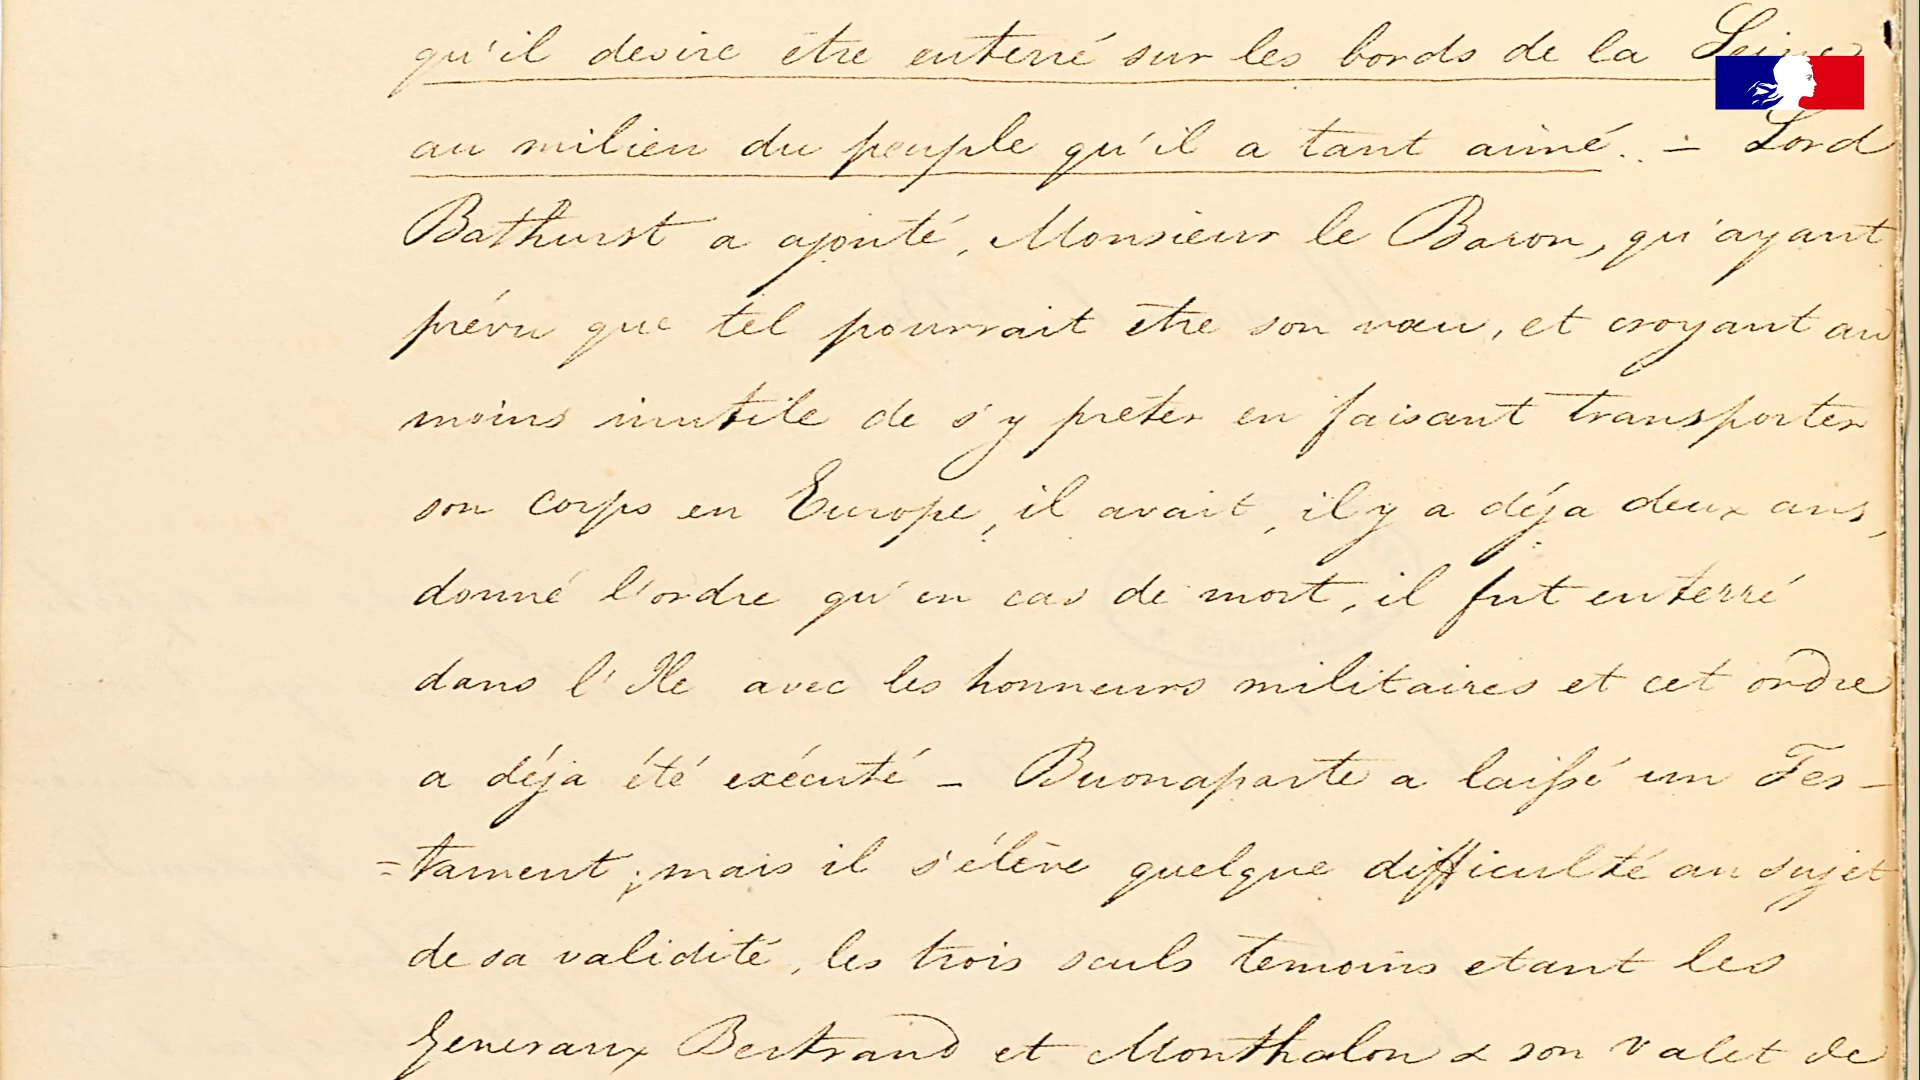 qu'il desire être enterré sur les bords de la Seine
au milieu du peuple qu'il a tant aimé. - Lord
Bathurst a ajouté, Monsieur le Baron, qu'ayant
prévu que tel pourrait etre son vœu, et croyant au
moins inutile de s'y prêter en faisant transporter
son corps en Europe, il avait, il y a déja deux ans,
donné l'ordre qu'en cas de mort, il fut enterré
dans l'Ile avec les honneurs militaires et cet ordre
a déja été exécuté - Buonaparte a laissé un Tes-
=tament; mais il s'élève quelque difficulté au sujet
de sa validité, les trois seuls temoins etant les
Generaux Bertrand et Monthalon & son valet de